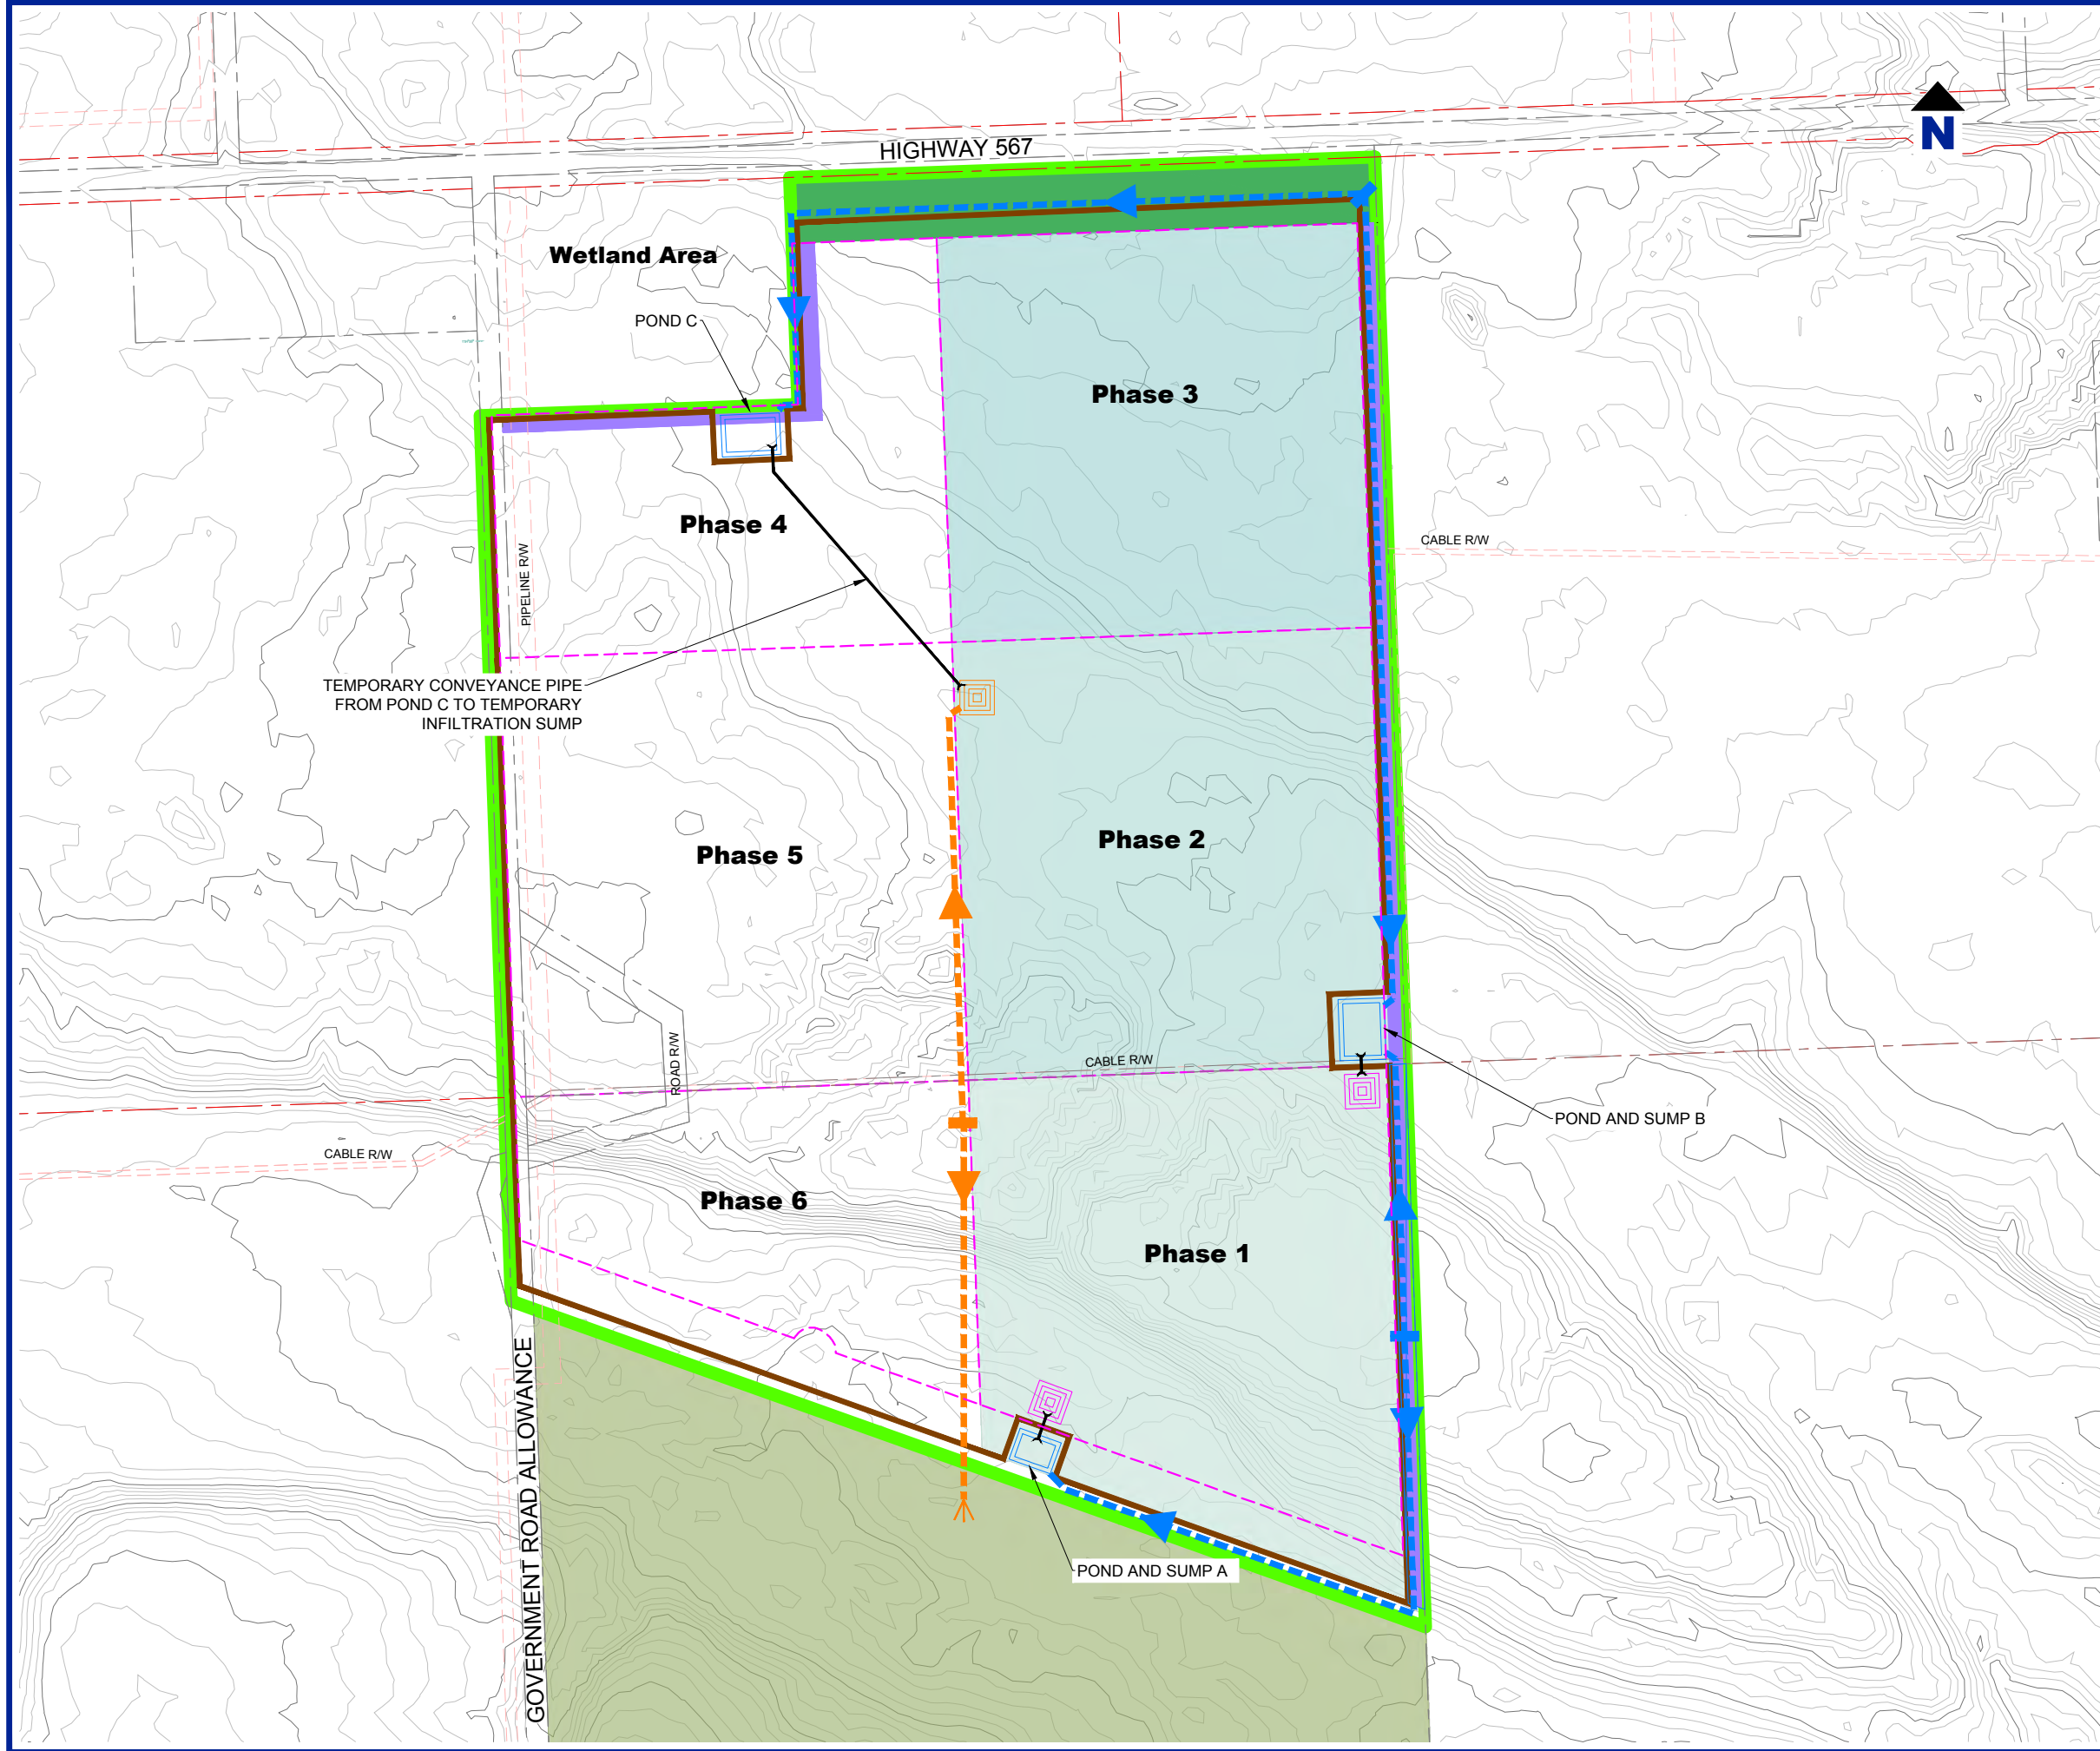 HIGHWAY 567
N
Wetland Area
POND C
Phase 3
Phase 4
CABLE R/W
PIPELINE R/W
TEMPORARY CONVEYANCE PIPE
FROM POND C TO TEMPORARY
INFILTRATION SUMP
Phase 2
Phase 5
ROAD R/W
CABLE R/W
POND AND SUMP B
CABLE R/W
Phase 6
Phase 1
GOVERNMENT ROAD ALLOWANCE
POND AND SUMP A